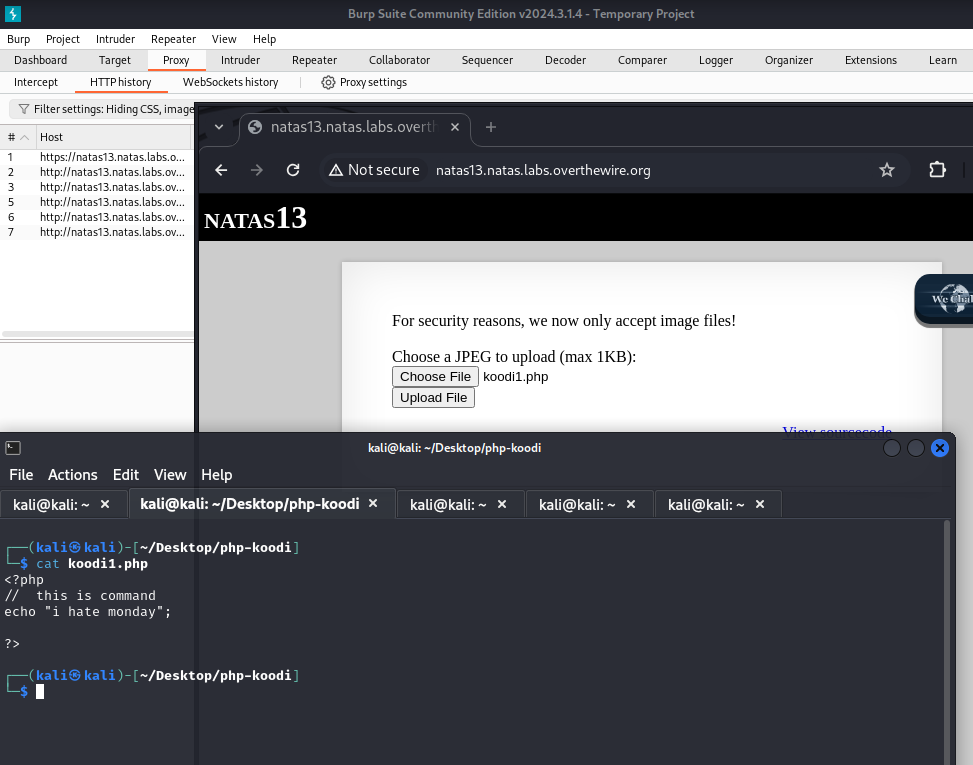 Burp Suite Community Edition v2024.3.1.4 - Temporary Project
Burp Project Intruder Repeater View Help
Dashboard Target Proxy Intruder Repeater Collaborator Sequencer Decoder Comparer Logger Organizer Extensions Learn
Intercept HTTP history WebSockets history Proxy settings
Filter settings: Hiding CSS, image
# Host
1 https://natas13.natas.labs.o...
2 http://natas13.natas.labs.ov...
3 http://natas13.natas.labs.ov...
5 http://natas13.natas.labs.ov...
6 http://natas13.natas.labs.ov...
7 http://natas13.natas.labs.ov...
natas13.natas.labs.overth
Not secure natas13.natas.labs.overthewire.org
NATAS13
For security reasons, we now only accept image files!
We Chal
Choose a JPEG to upload (max 1KB):
Choose File koodi1.php
Upload File
View sourcecode
kali@kali: ~/Desktop/php-koodi
File Actions Edit View Help
kali@kali: ~ kali@kali: ~/Desktop/php-koodi kali@kali: ~ kali@kali: ~ kali@kali: ~
(kali㉿kali)-[~/Desktop/php-koodi]
$ cat koodi1.php
<?php
//  this is command
echo "i hate monday";
?>
(kali㉿kali)-[~/Desktop/php-koodi]
$